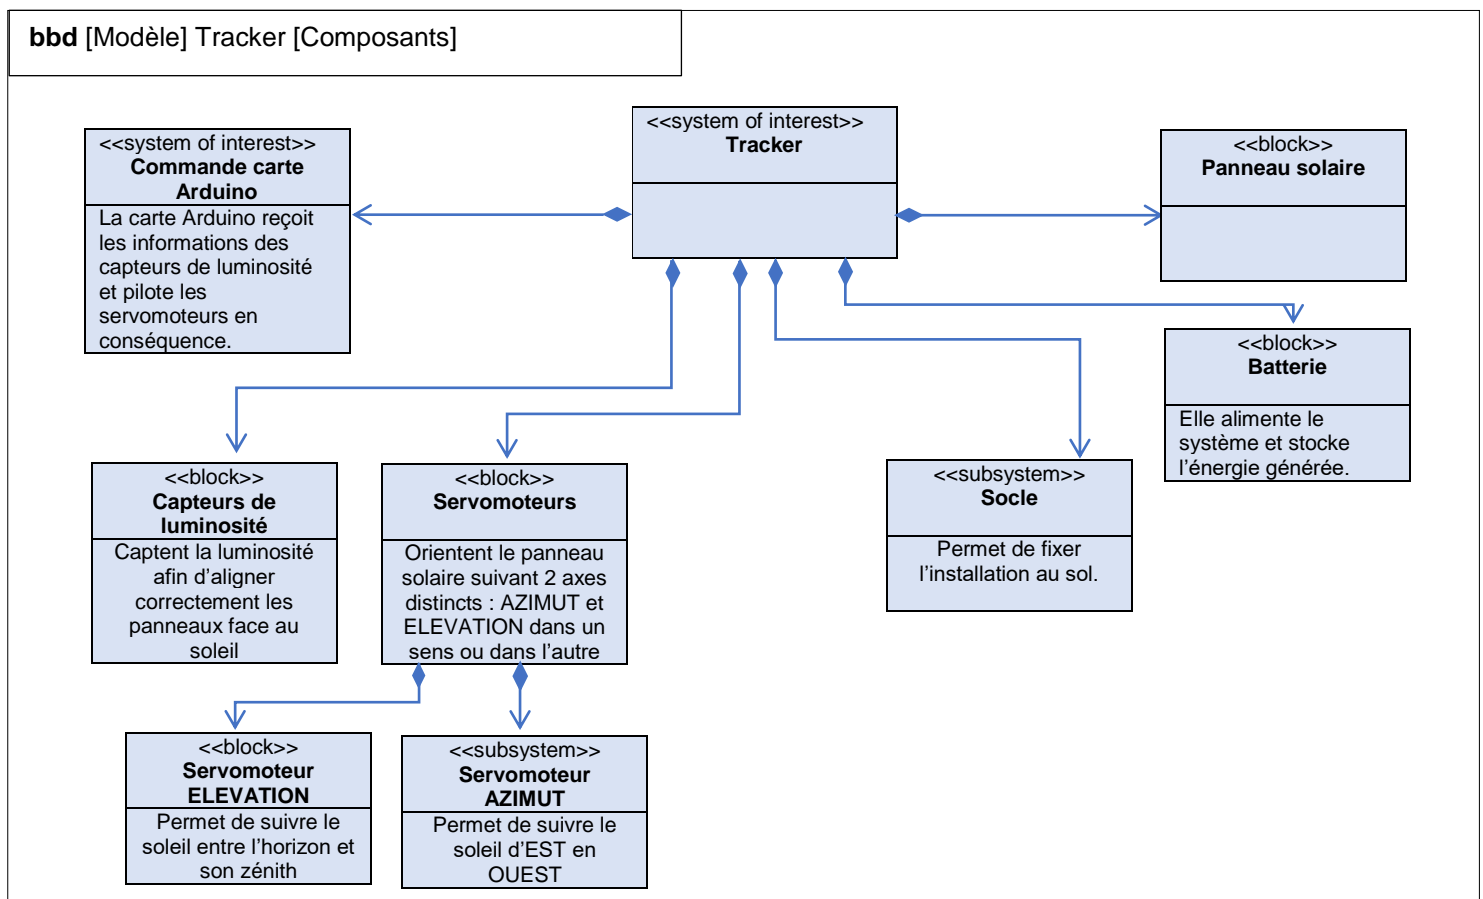 bbd [Modèle] Tracker [Composants]
<<system of interest>>
Tracker
<<system of interest>>
Commande carte
Arduino
La carte Arduino reçoit
les informations des
capteurs de luminosité
et pilote les
servomoteurs en
conséquence.
<<block>>
Panneau solaire
<<block>>
Batterie
Elle alimente le
système et stocke
l’énergie générée.
<<block>>
Capteurs de
luminosité
Captent la luminosité
afin d’aligner
correctement les
panneaux face au
soleil
<<block>>
Servomoteurs
Orientent le panneau
solaire suivant 2 axes
distincts : AZIMUT et
ELEVATION dans un
sens ou dans l’autre
<<subsystem>>
Socle
Permet de fixer
l’installation au sol.
<<block>>
Servomoteur
ELEVATION
Permet de suivre le
soleil entre l’horizon et
son zénith
<<subsystem>>
Servomoteur
AZIMUT
Permet de suivre le
soleil d’EST en
OUEST